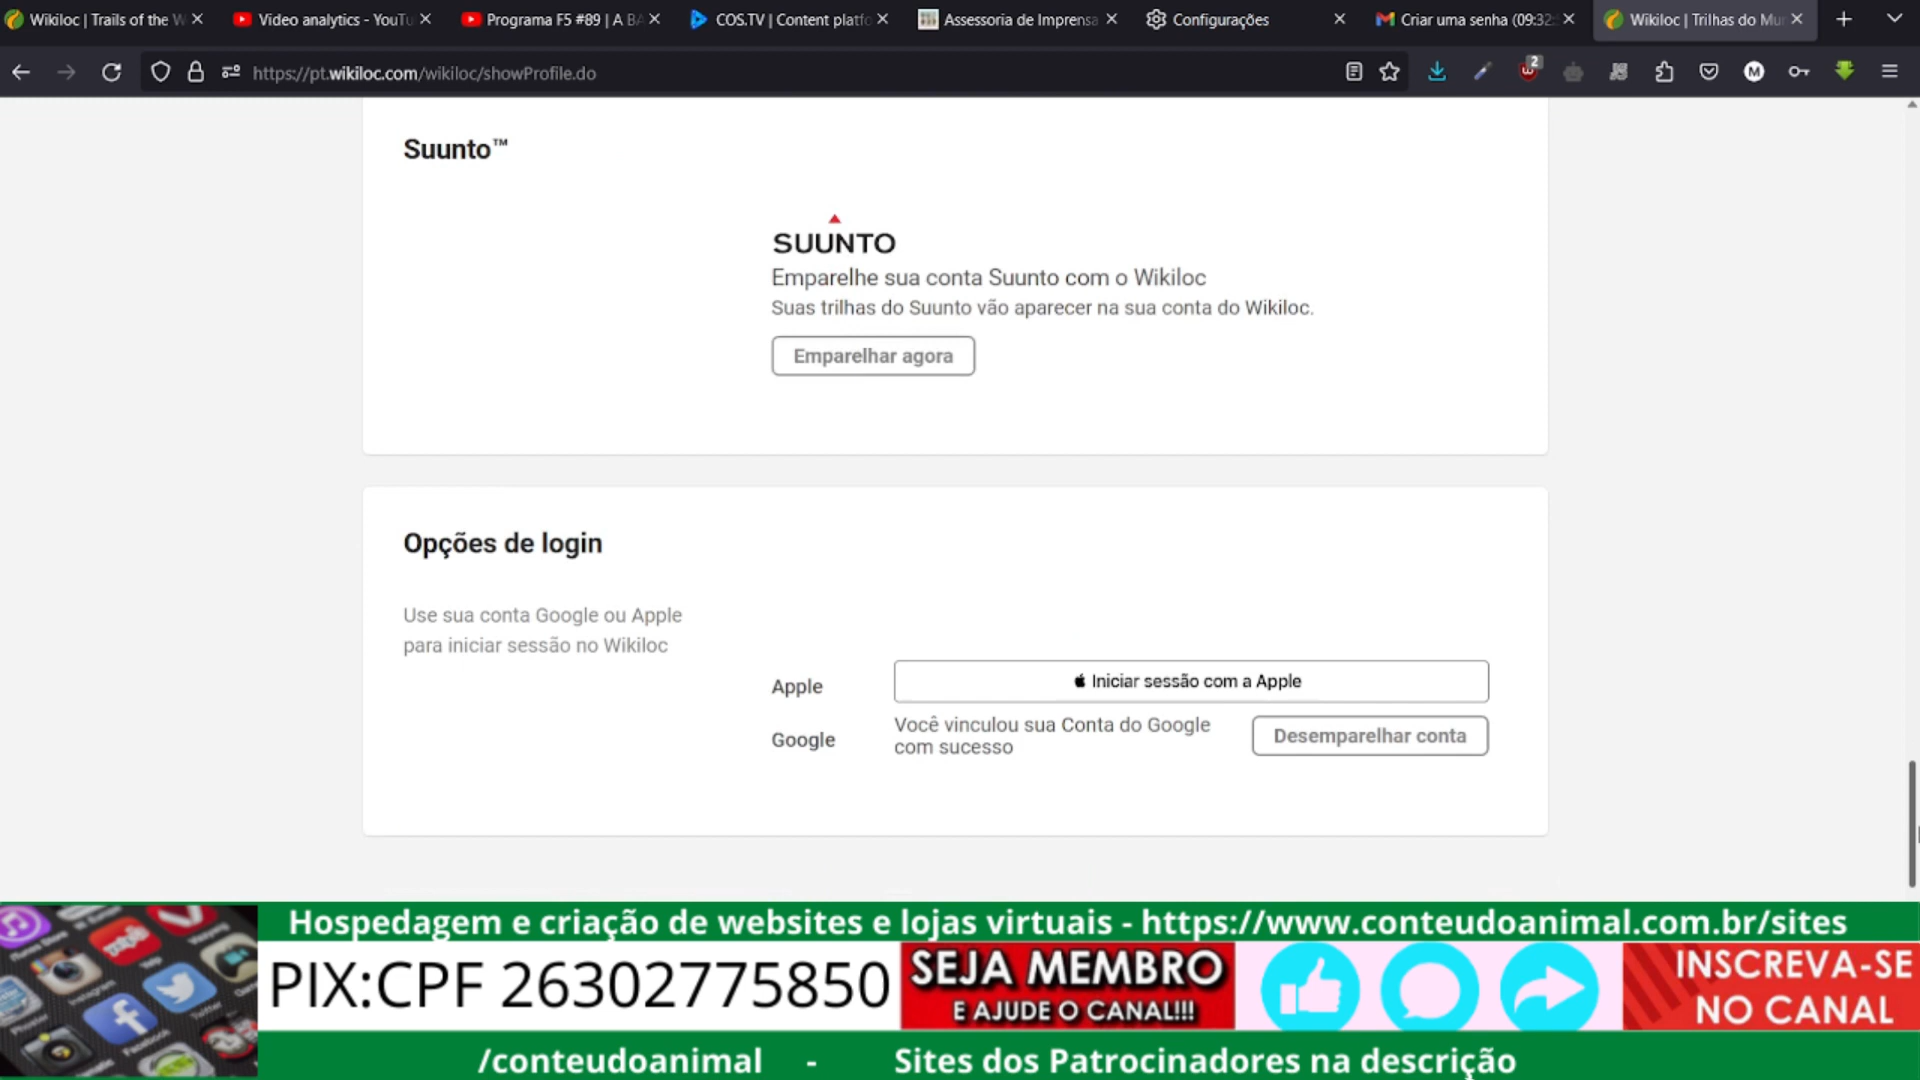 Wikiloc | Trails of the W
Video analytics - YouTu
Programa F5 #89 | A BA
COS.TV | Content platfo
Assessoria de Imprensa
Configurações
Criar uma senha (09:32:
Wikiloc | Trilhas do Mu
https://pt.wikiloc.com/wikiloc/showProfile.do
2
M
Suunto™
SUUNTO
Emparelhe sua conta Suunto com o Wikiloc
Suas trilhas do Suunto vão aparecer na sua conta do Wikiloc.
Emparelhar agora
Opções de login
Use sua conta Google ou Apple
para iniciar sessão no Wikiloc
Apple
Iniciar sessão com a Apple
Google
Você vinculou sua Conta do Google
com sucesso
Desemparelhar conta
Hospedagem e criação de websites e lojas virtuais - https://www.conteudoanimal.com.br/sites
PIX:CPF 26302775850
SEJA MEMBRO
E AJUDE O CANAL!!!
INSCREVA-SE
NO CANAL
/conteudoanimal - Sites dos Patrocinadores na descrição